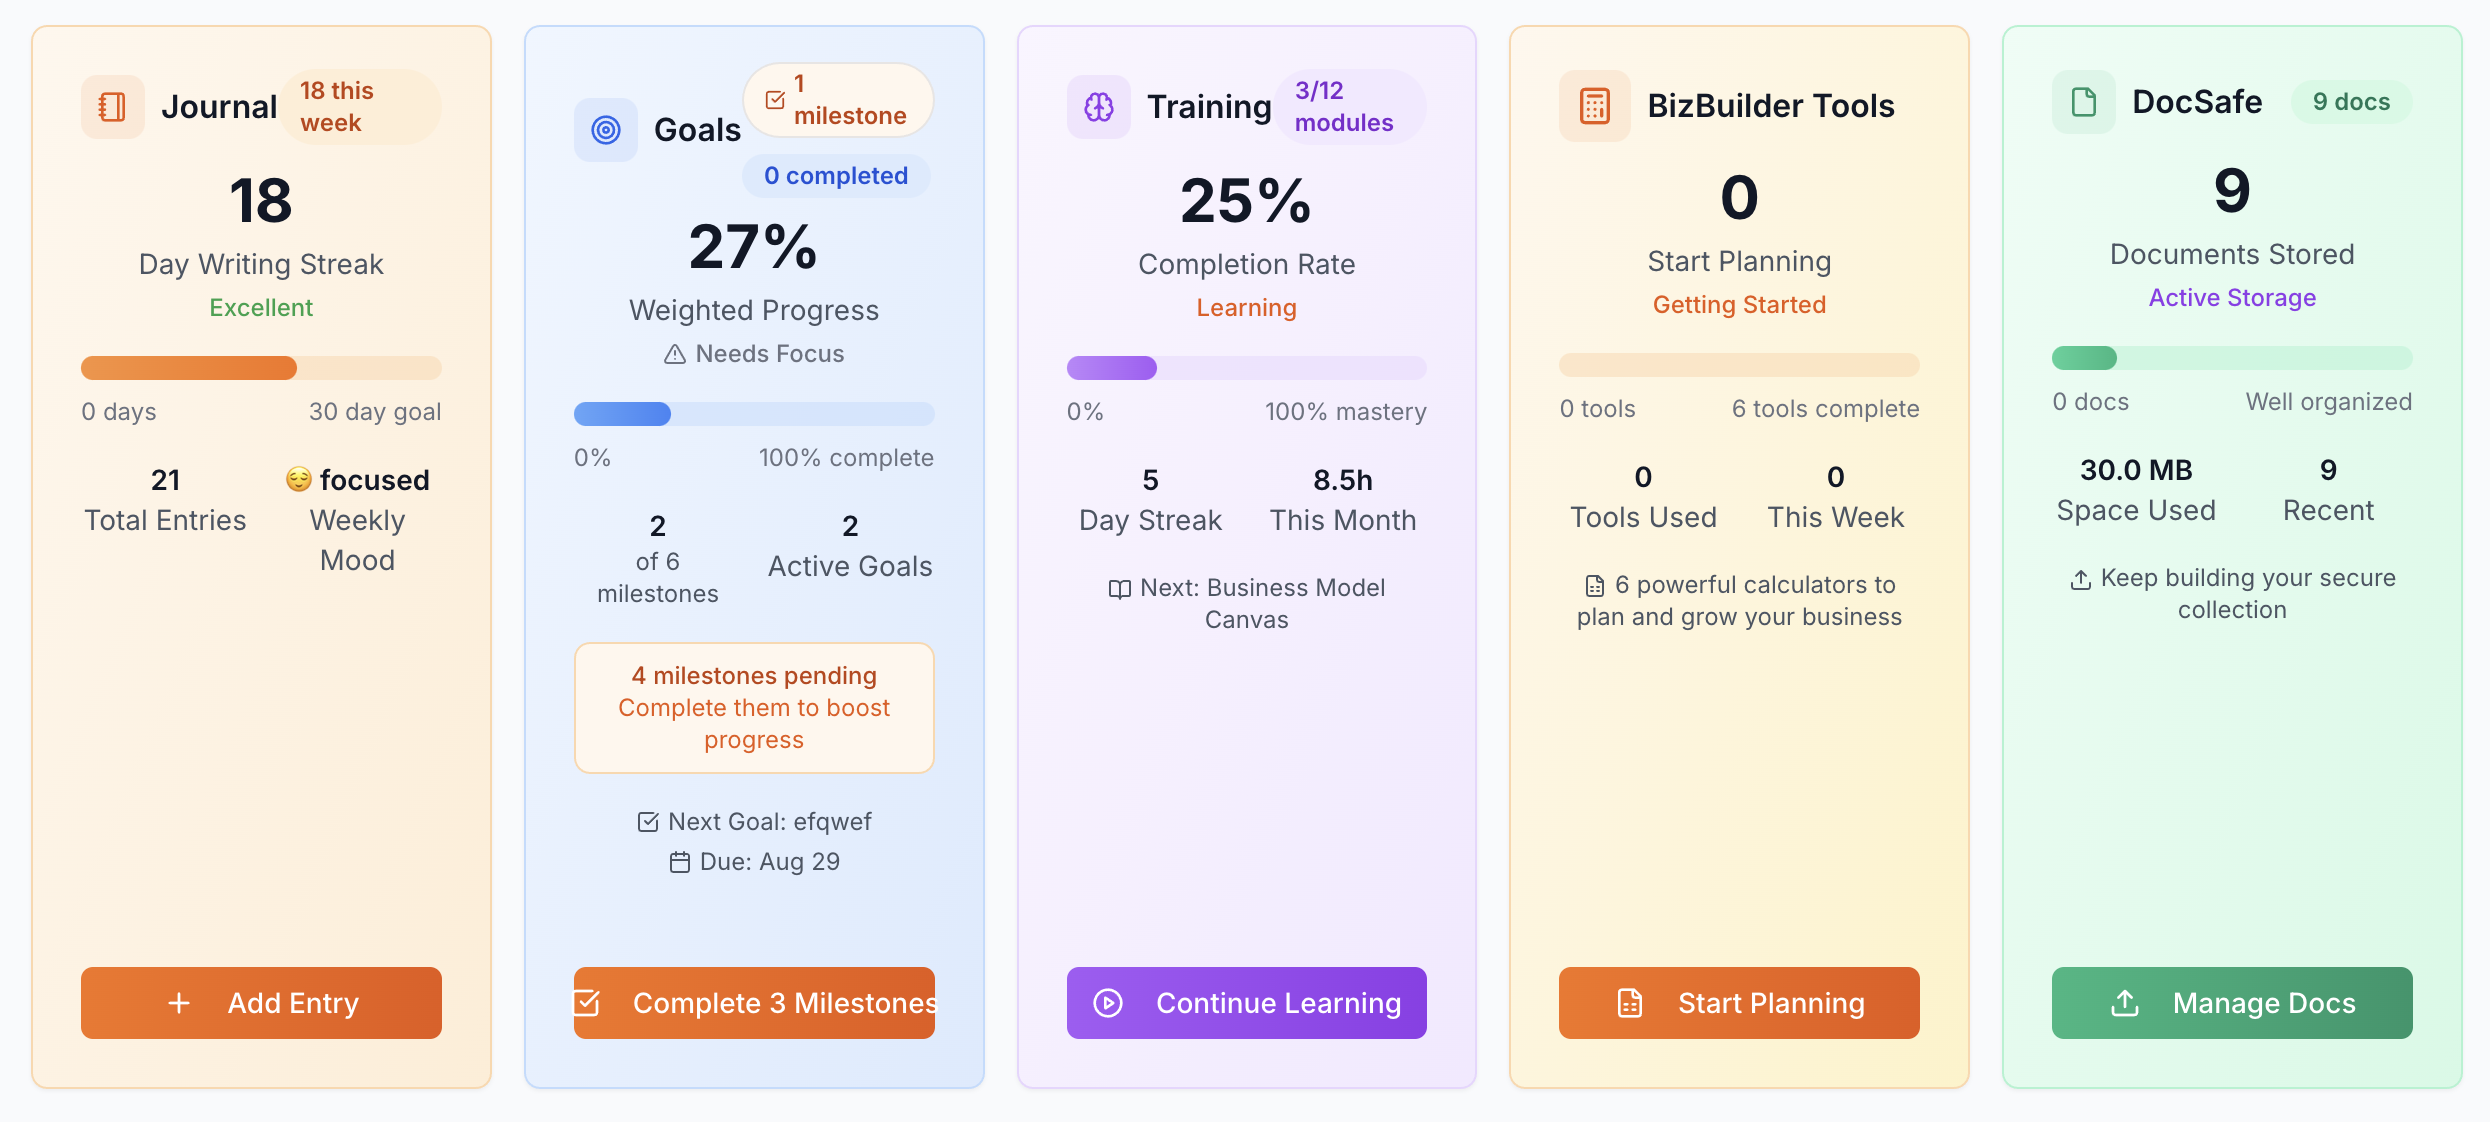 Journal
18 this
week
18
Day Writing Streak
Excellent
0 days
30 day goal
21
Total Entries
😌 focused
Weekly
Mood
Add Entry
Goals
1
milestone
0 completed
27%
Weighted Progress
Needs Focus
0%
100% complete
2
of 6
milestones
2
Active Goals
4 milestones pending
Complete them to boost
progress
Next Goal: efqwef
Due: Aug 29
Complete 3 Milestones
Training
3/12
modules
25%
Completion Rate
Learning
0%
100% mastery
5
Day Streak
8.5h
This Month
Next: Business Model
Canvas
Continue Learning
BizBuilder Tools
0
Start Planning
Getting Started
0 tools
6 tools complete
0
Tools Used
0
This Week
6 powerful calculators to
plan and grow your business
Start Planning
DocSafe
9 docs
9
Documents Stored
Active Storage
0 docs
Well organized
30.0 MB
Space Used
9
Recent
Keep building your secure
collection
Manage Docs